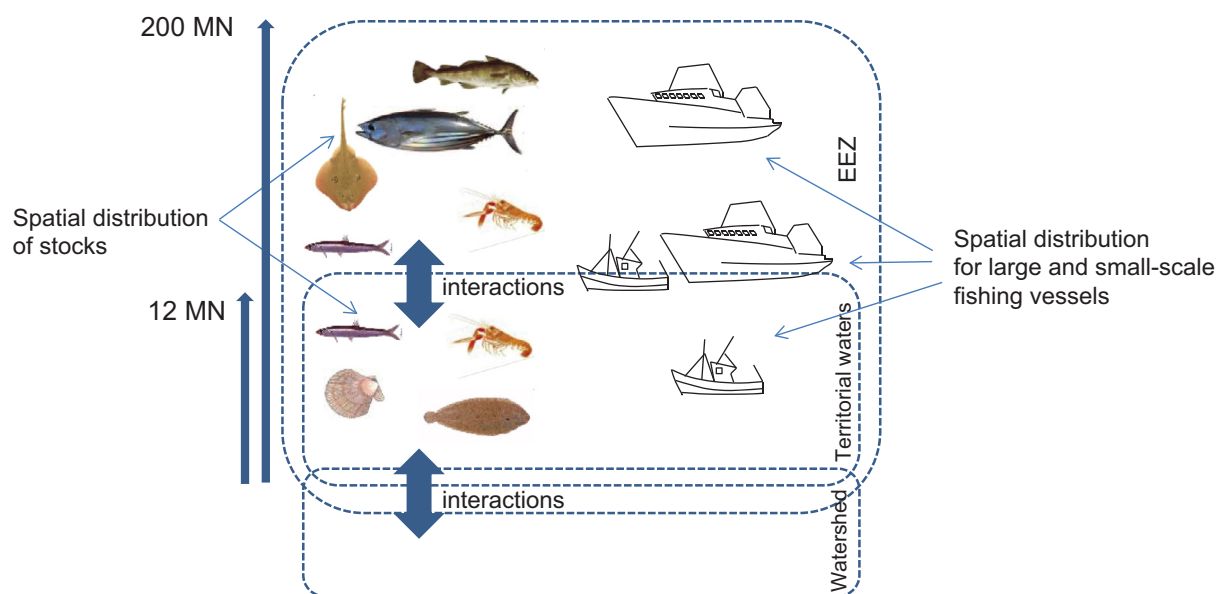 200 MN
EEZ
Spatial distribution
of stocks
Spatial distribution
for large and small-scale
fishing vessels
interactions
12 MN
Territorial waters
interactions
Watershed